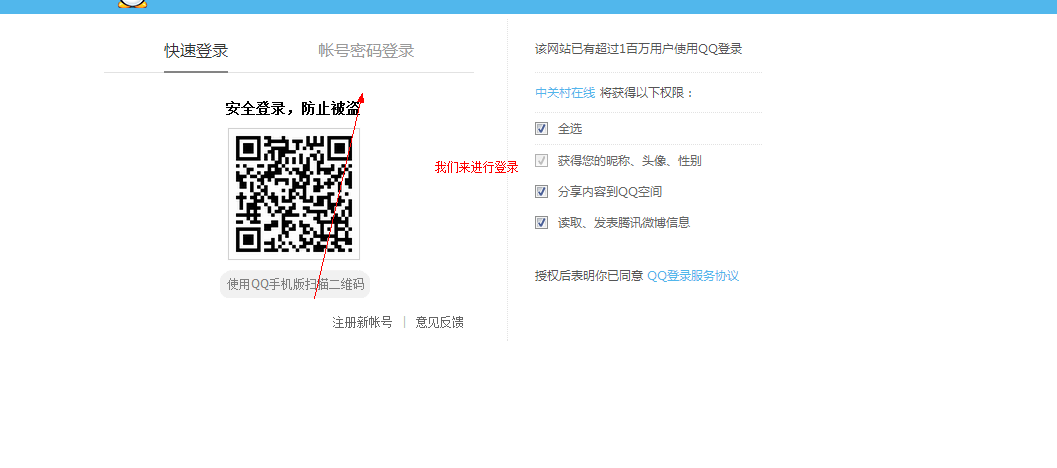 快速登录
帐号密码登录
安全登录，防止被盗
使用QQ手机版扫描二维码
注册新帐号 | 意见反馈
我们来进行登录
该网站已有超过1百万用户使用QQ登录
中关村在线 将获得以下权限：
全选
获得您的昵称、头像、性别
分享内容到QQ空间
读取、发表腾讯微博信息
授权后表明你已同意 QQ登录服务协议